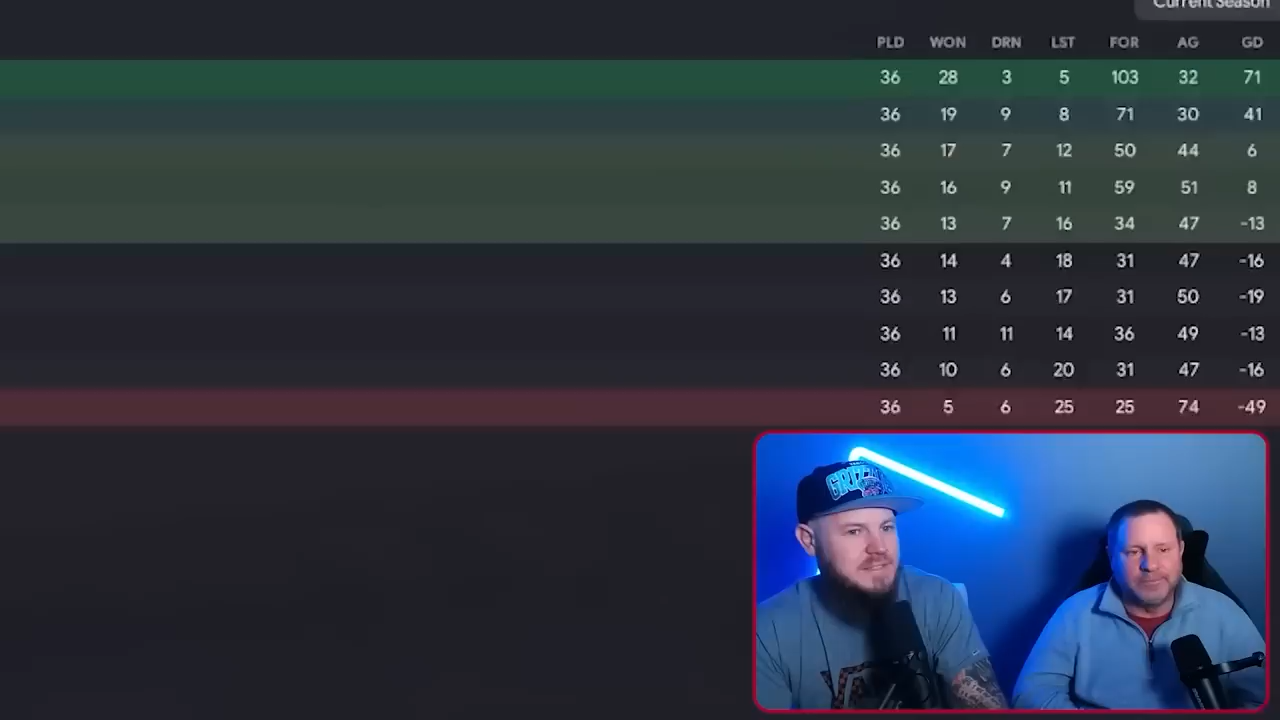 Current Season
PLD WON DRN LST FOR AG GD
36 28 3 5 103 32 71
36 19 9 8 71 30 41
36 17 7 12 50 44 6
36 16 9 11 59 51 8
36 13 7 16 34 47 -13
36 14 4 18 31 47 -16
36 13 6 17 31 50 -19
36 11 11 14 36 49 -13
36 10 6 20 31 47 -16
36 5 6 25 25 74 -49